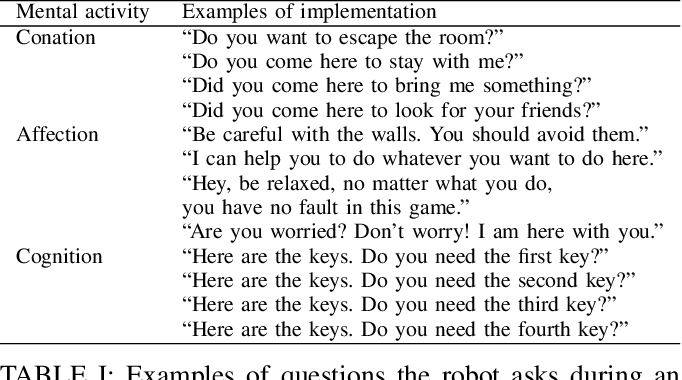 Mental activity Examples of implementation
Conation “Do you want to escape the room?”
“Do you come here to stay with me?”
“Did you come here to bring me something?”
“Did you come here to look for your friends?”
Affection “Be careful with the walls. You should avoid them.”
“I can help you to do whatever you want to do here.”
“Hey, be relaxed, no matter what you do,
you have no fault in this game.”
“Are you worried? Don’t worry! I am here with you.”
Cognition “Here are the keys. Do you need the first key?”
“Here are the keys. Do you need the second key?”
“Here are the keys. Do you need the third key?”
“Here are the keys. Do you need the fourth key?”
TABLE I: Examples of questions the robot asks during an